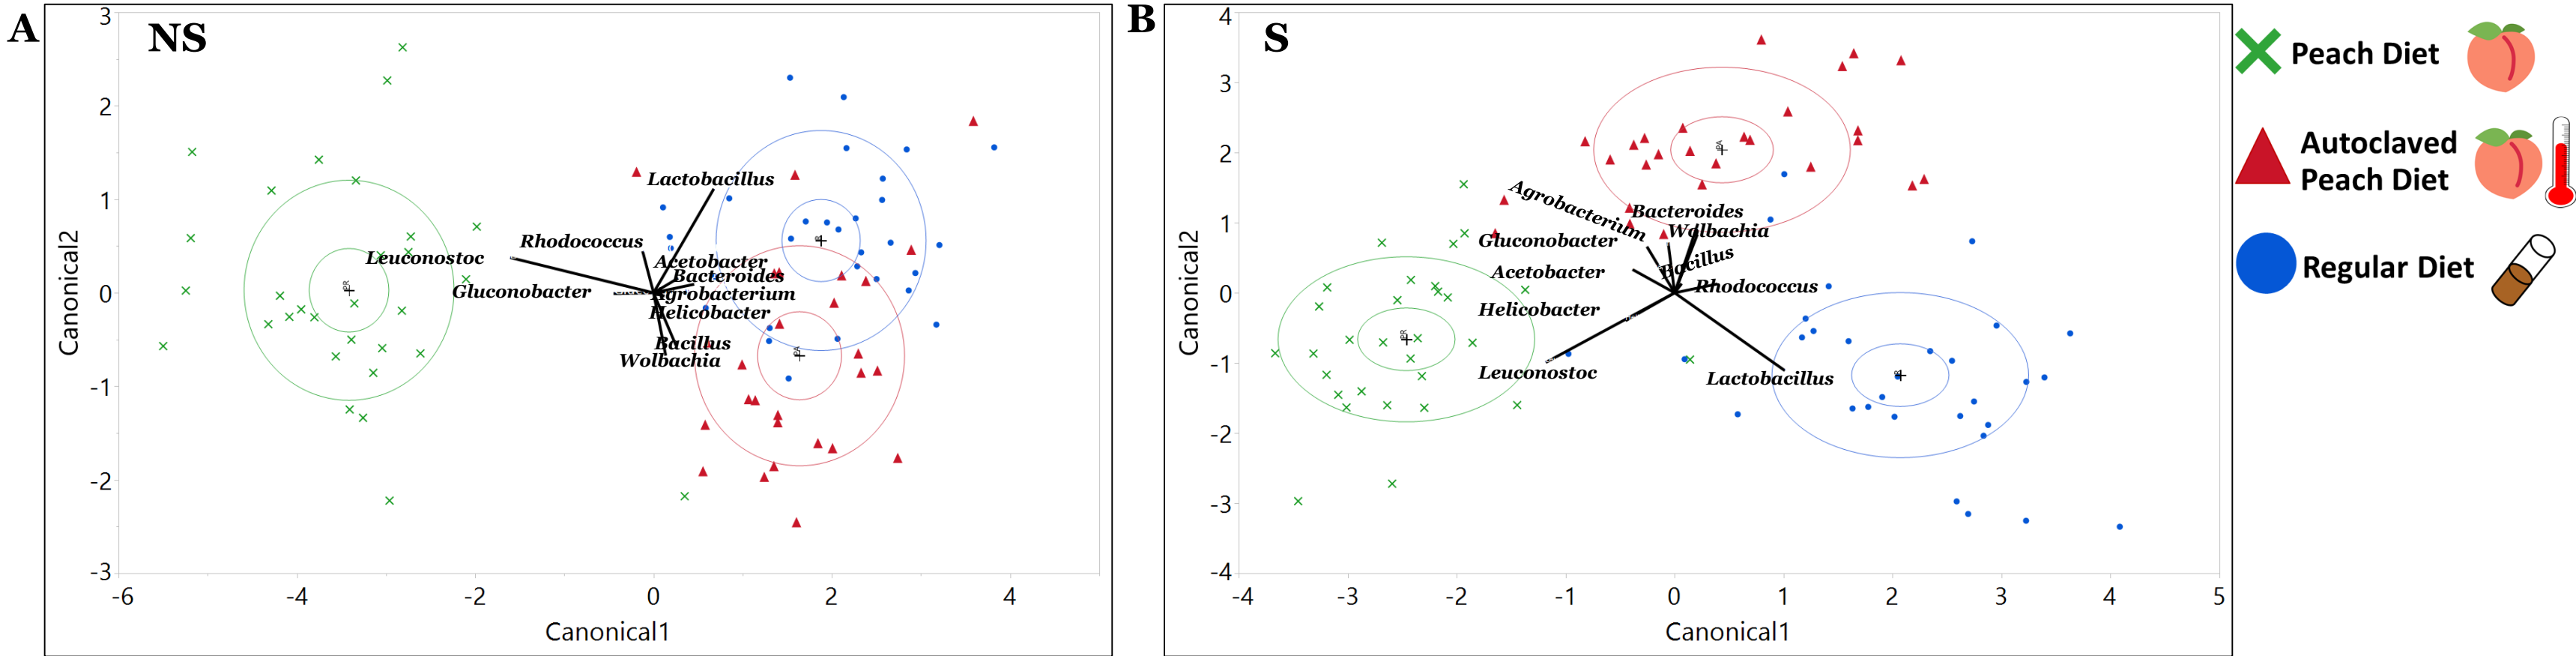 A
NS
3
2
1
0
-1
-2
-3
Canonical2
Lactobacillus
Rhodococcus
Leuconostoc
Acetobacter
Bacteroides
Gluconobacter
Agrobacterium
Helicobacter
Bacillus
Wolbachia
-6
-4
-2
0
2
4
Canonical1
B
S
4
3
2
1
0
-1
-2
-3
-4
Canonical2
Agrobacterium
Bacteroides
Wolbachia
Gluconobacter
Bacillus
Acetobacter
Rhodococcus
Helicobacter
Leuconostoc
Lactobacillus
-4
-3
-2
-1
0
1
2
3
4
5
Canonical1
Peach Diet
Autoclaved
Peach Diet
Regular Diet